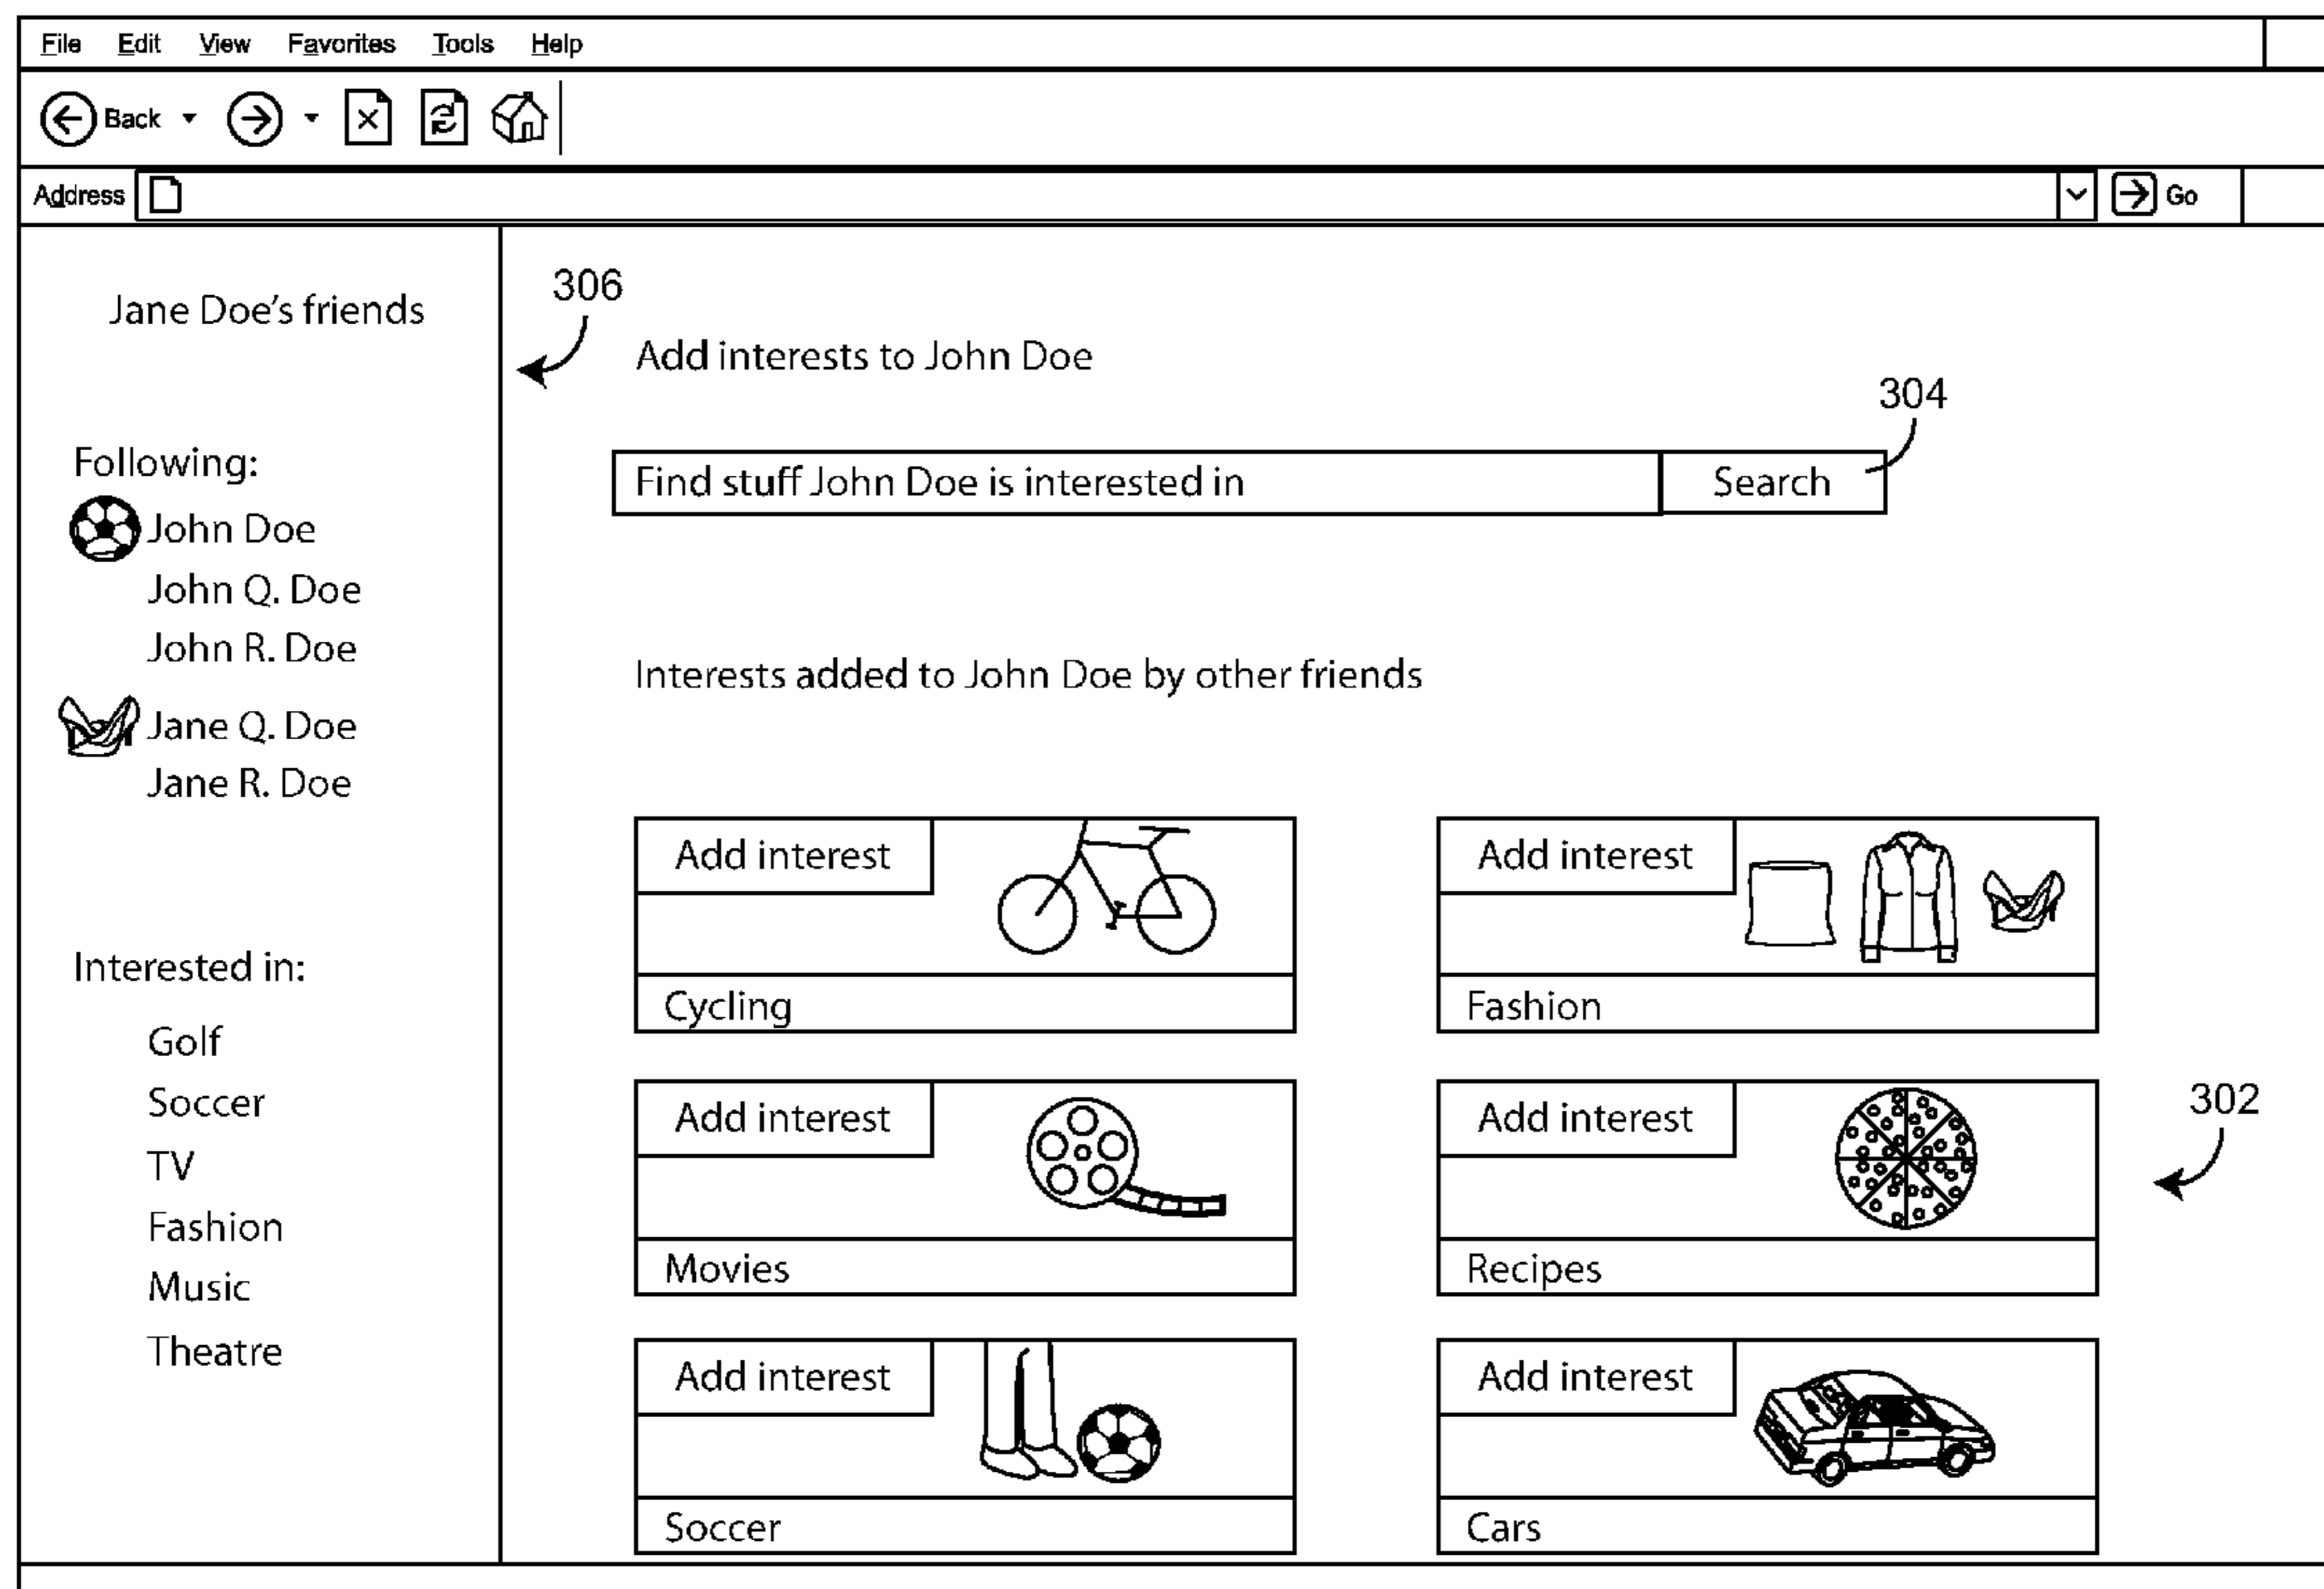 File Edit View Favorites Tools Help
Back
Address Go
Jane Doe's friends
Following:
John Doe
John Q. Doe
John R. Doe
Jane Q. Doe
Jane R. Doe
Interested in:
Golf
Soccer
TV
Fashion
Music
Theatre
306
Add interests to John Doe
304
Find stuff John Doe is interested in Search
Interests added to John Doe by other friends
Add interest
Cycling
Add interest
Fashion
Add interest
Movies
Add interest
Recipes
302
Add interest
Soccer
Add interest
Cars